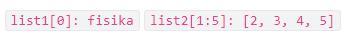 list1[0]: fisika list2[1:5]: [2, 3, 4, 5]